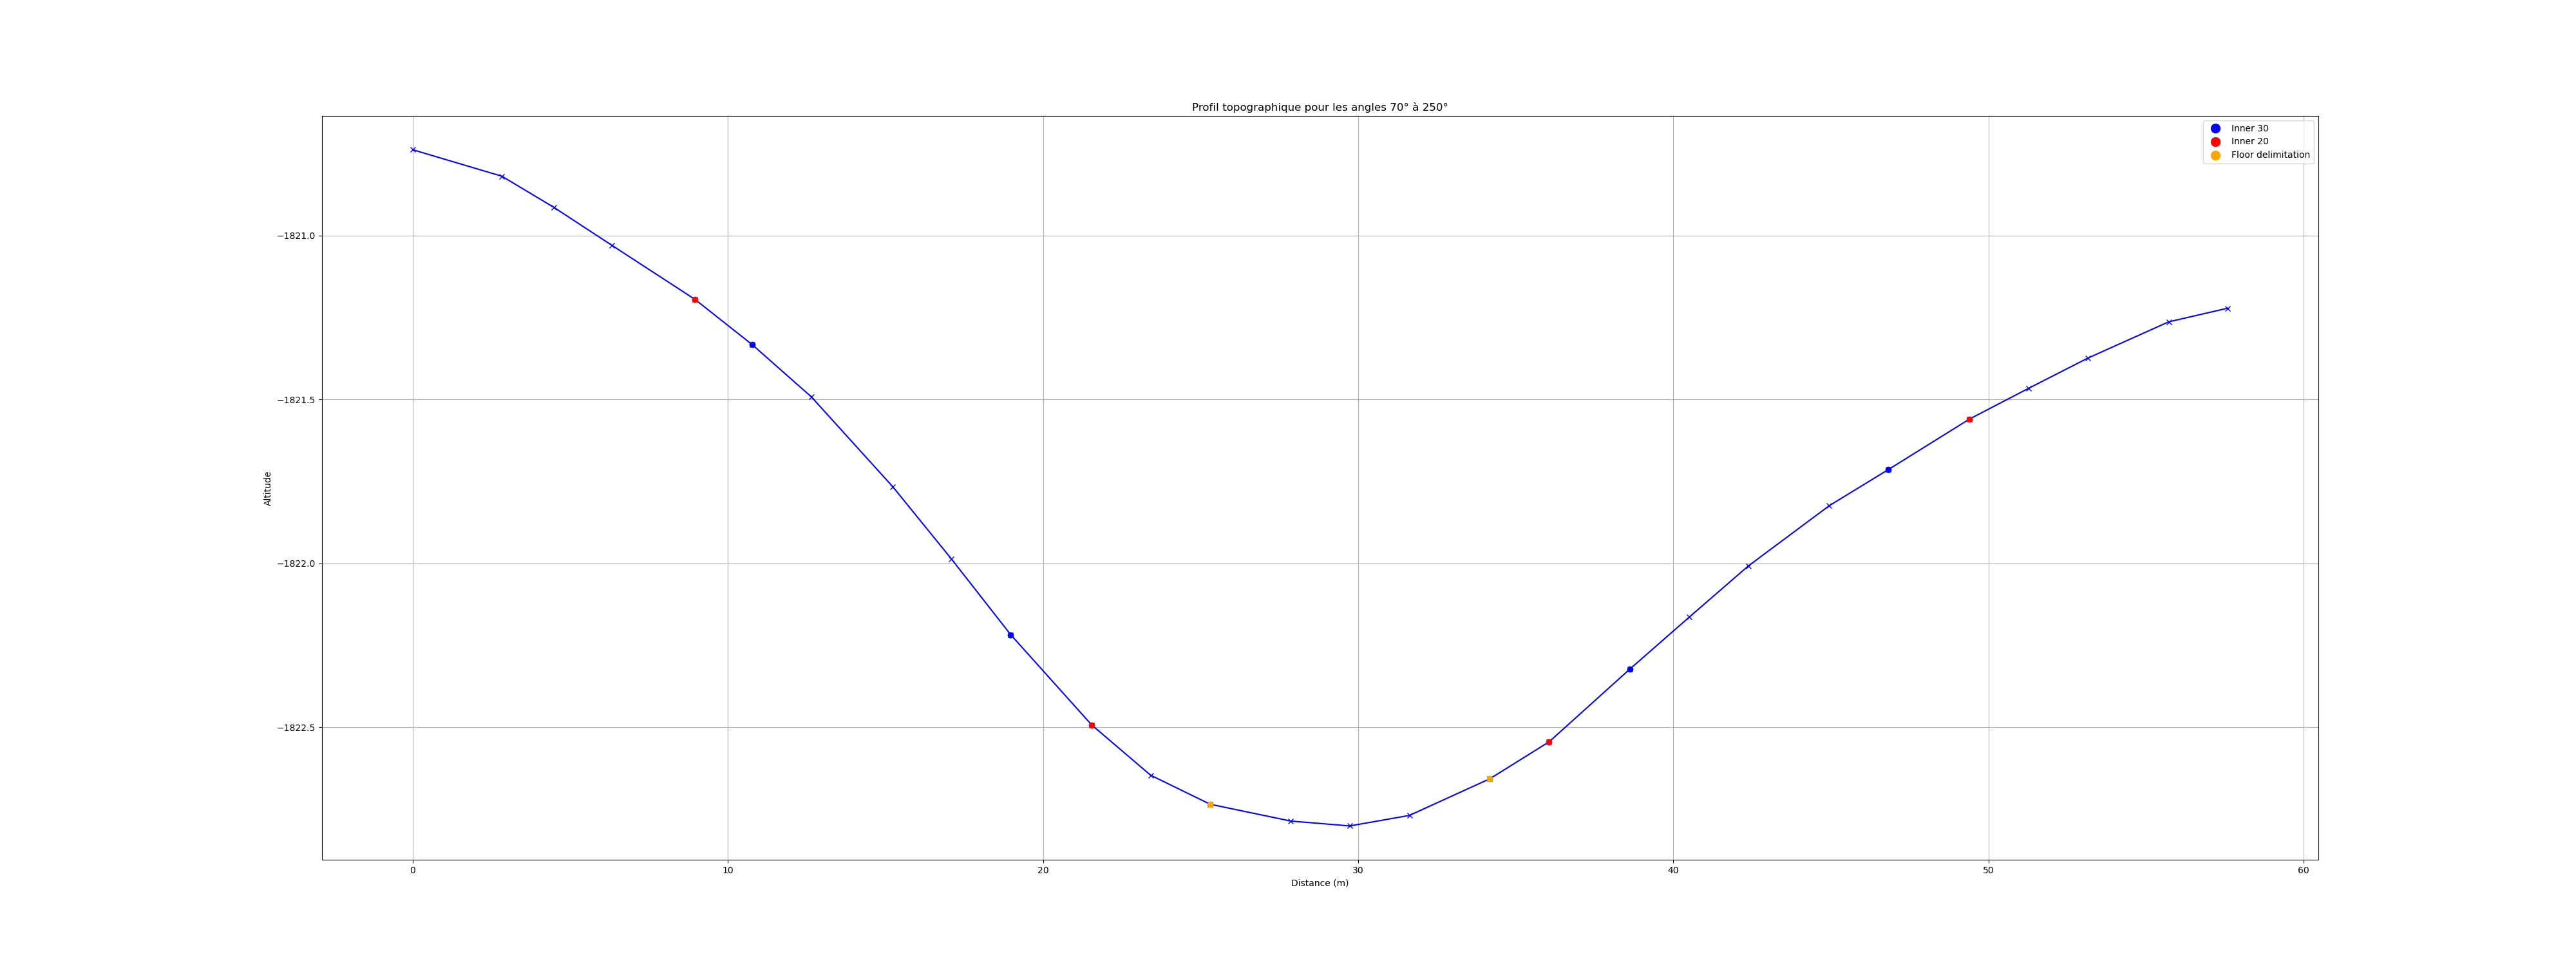 Profil topographique pour les angles 70° à 250°
Inner 30
Inner 20
Floor delimitation
−1821.0
−1821.5
−1822.0
−1822.5
Altitude
0 10 20 30 40 50 60
Distance (m)